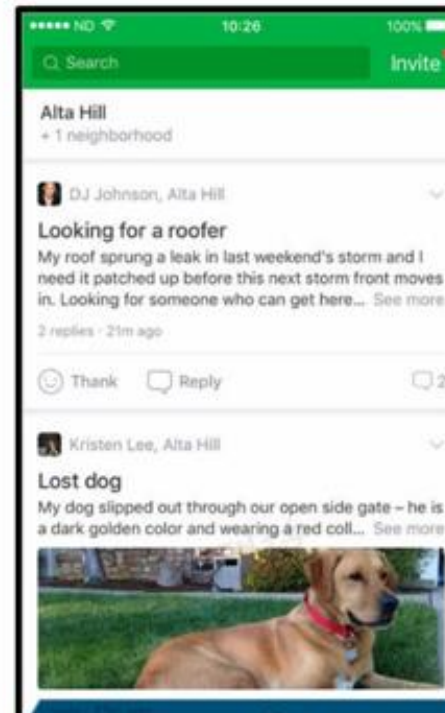 ND 10:26 100%
Search Invite
Alta Hill
+ 1 neighborhood
DJ Johnson, Alta Hill
Looking for a roofer
My roof sprung a leak in last weekend's storm and I
need it patched up before this next storm front moves
in. Looking for someone who can get here... See more
2 replies · 21m ago
Thank Reply 2
Kristen Lee, Alta Hill
Lost dog
My dog slipped out through our open side gate – he is
a dark golden color and wearing a red coll... See more